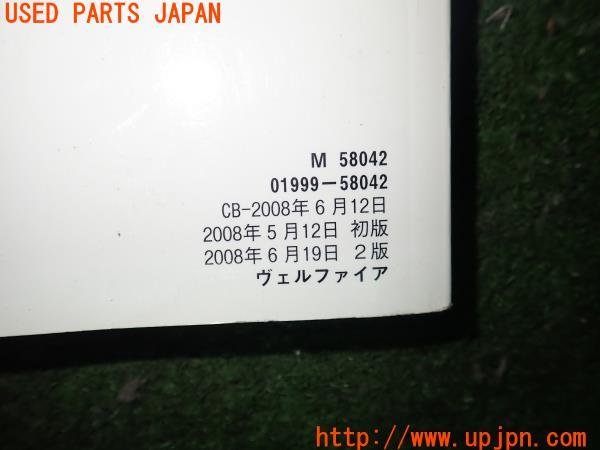 USED PARTS JAPAN
M 58042
01999-58042
CB-2008年6月12日
2008年5月12日 初版
2008年6月19日 2版
ヴェルファイア
http://www.upjpn.com